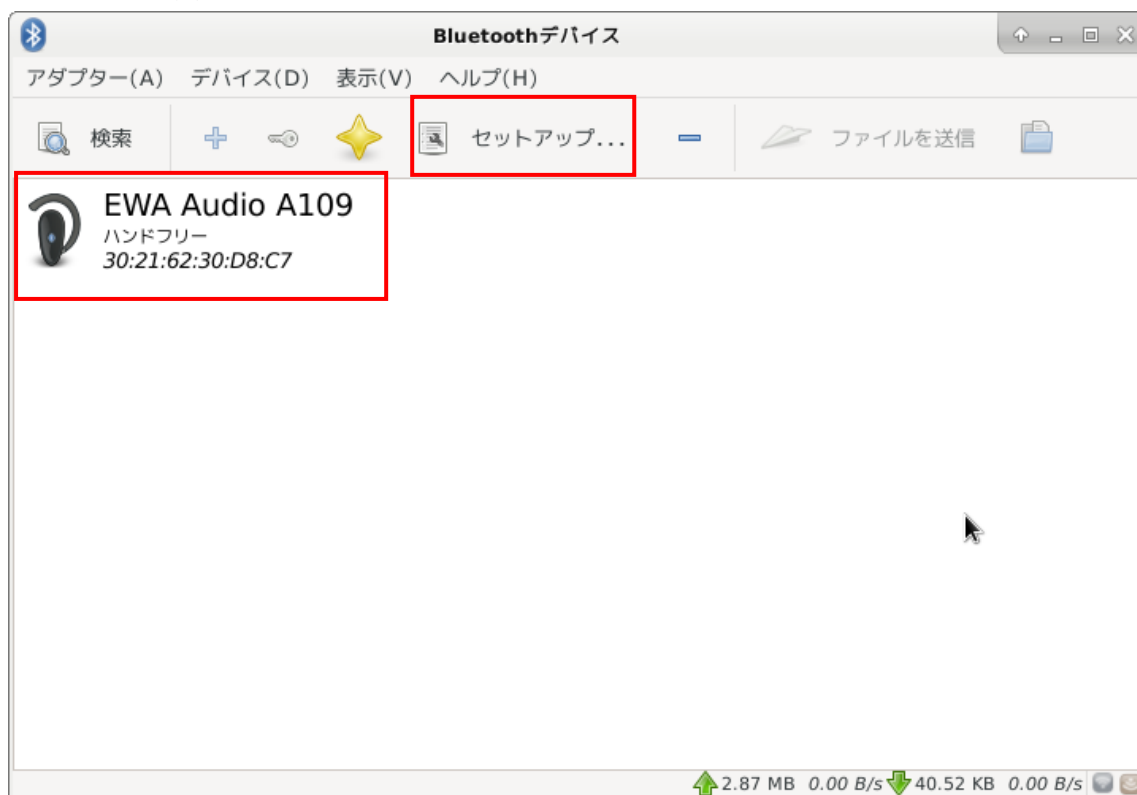 Bluetoothデバイス
アダプター(A) デバイス(D) 表示(V) ヘルプ(H)
検索 セットアップ... ファイルを送信
EWA Audio A109
ハンドフリー
30:21:62:30:D8:C7
2.87 MB 0.00 B/s 40.52 KB 0.00 B/s